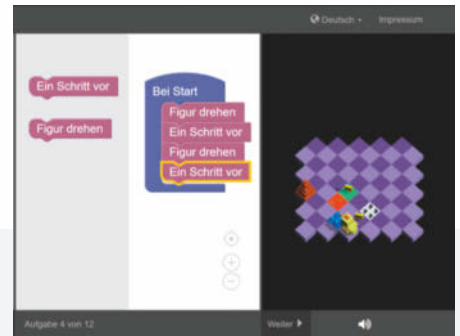 Deutsch
Impressum
Ein Schritt vor
Figur drehen
Bei Start
Figur drehen
Ein Schritt vor
Figur drehen
Ein Schritt vor
Aufgabe 4 von 12
Weiter